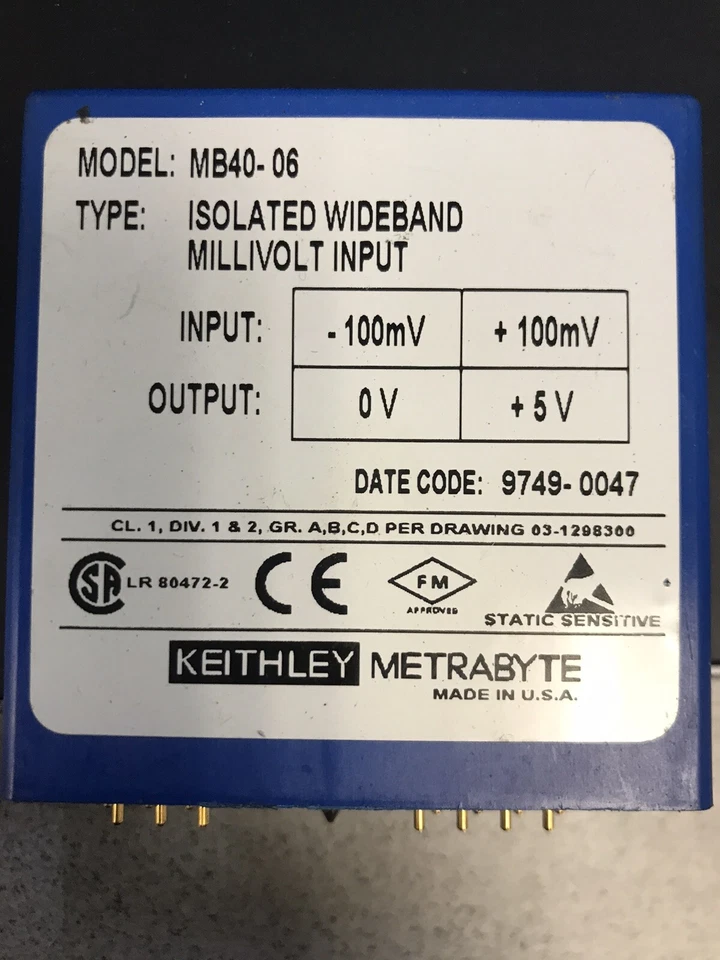 MODEL: MB40-06
TYPE: ISOLATED WIDEBAND
MILLIVOLT INPUT
INPUT: -100mV +100mV
OUTPUT: 0 V +5 V
DATE CODE: 9749-0047
CL. 1, DIV. 1 & 2, GR. A,B,C,D PER DRAWING 03-1298300
SA LR 80472-2 CE FM
APPROVED
STATIC SENSITIVE
KEITHLEY METRABYTE
MADE IN U.S.A.